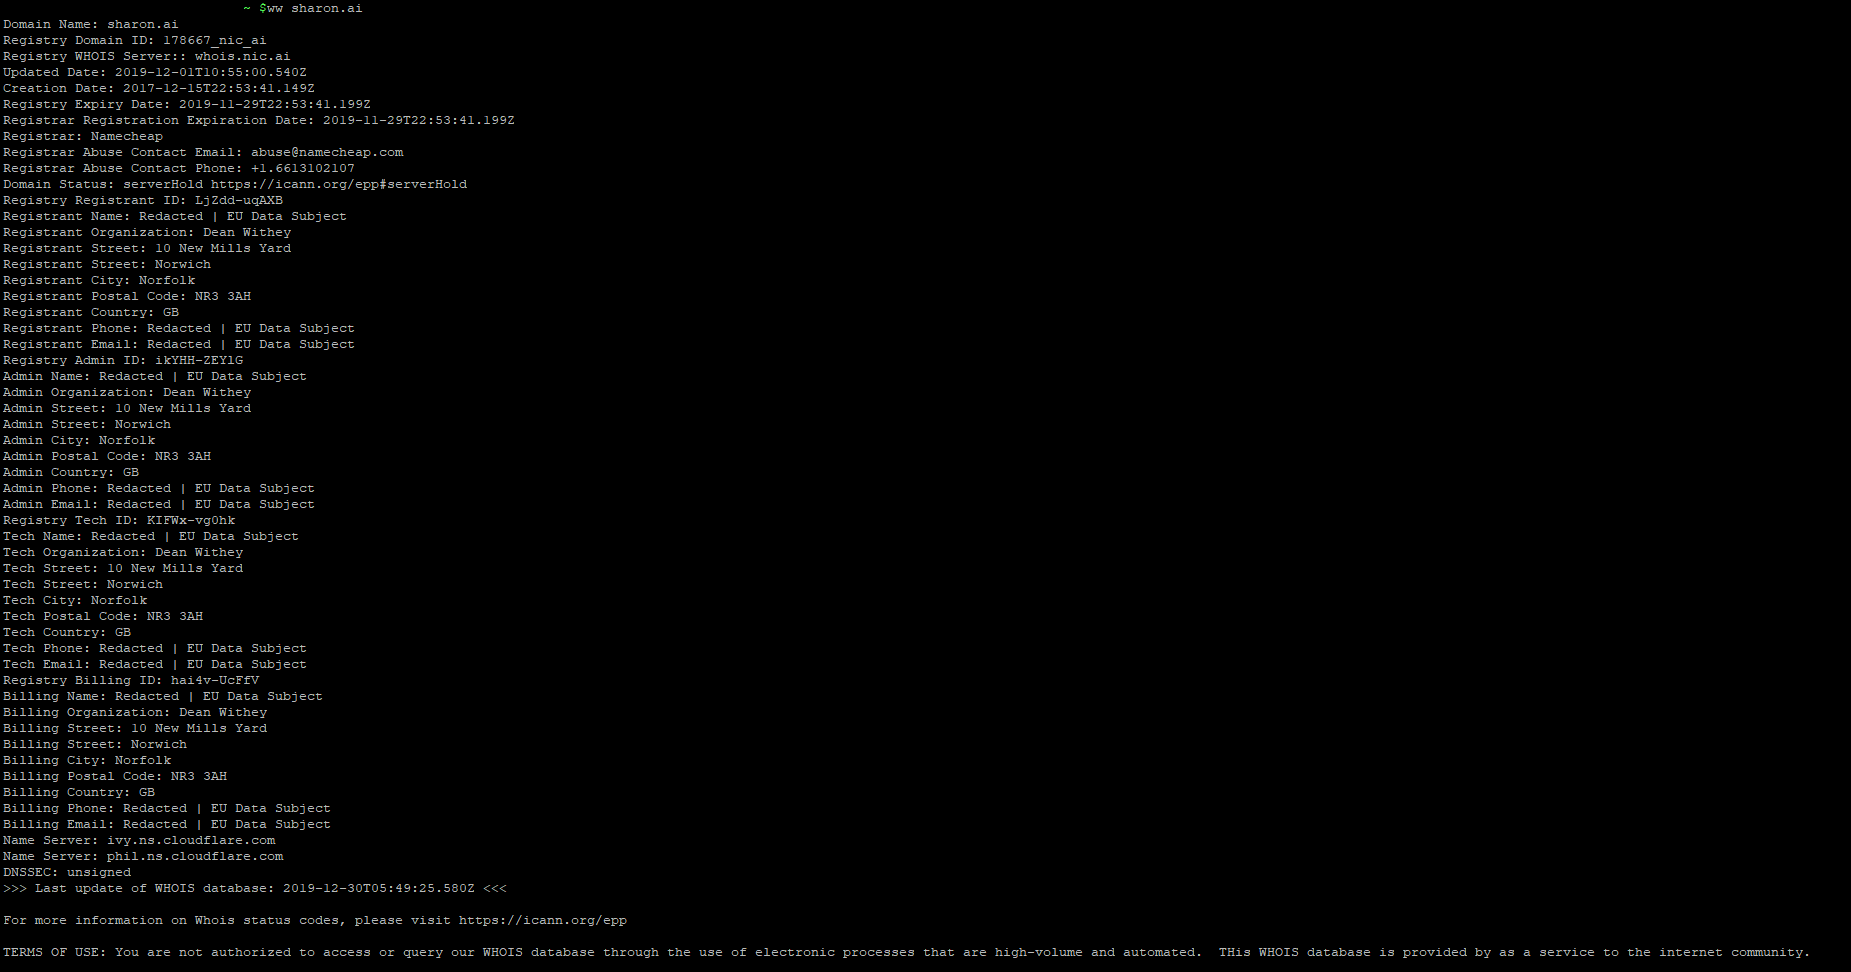 ~ $ww sharon.ai
Domain Name: sharon.ai
Registry Domain ID: 178667_nic_ai
Registry WHOIS Server:: whois.nic.ai
Updated Date: 2019-12-01T10:55:00.540Z
Creation Date: 2017-12-15T22:53:41.149Z
Registry Expiry Date: 2019-11-29T22:53:41.199Z
Registrar Registration Expiration Date: 2019-11-29T22:53:41.199Z
Registrar: Namecheap
Registrar Abuse Contact Email: abuse@namecheap.com
Registrar Abuse Contact Phone: +1.6613102107
Domain Status: serverHold https://icann.org/epp#serverHold
Registry Registrant ID: LjZdd-uqAXB
Registrant Name: Redacted | EU Data Subject
Registrant Organization: Dean Withey
Registrant Street: 10 New Mills Yard
Registrant Street: Norwich
Registrant City: Norfolk
Registrant Postal Code: NR3 3AH
Registrant Country: GB
Registrant Phone: Redacted | EU Data Subject
Registrant Email: Redacted | EU Data Subject
Registry Admin ID: ikYHH-ZEYlG
Admin Name: Redacted | EU Data Subject
Admin Organization: Dean Withey
Admin Street: 10 New Mills Yard
Admin Street: Norwich
Admin City: Norfolk
Admin Postal Code: NR3 3AH
Admin Country: GB
Admin Phone: Redacted | EU Data Subject
Admin Email: Redacted | EU Data Subject
Registry Tech ID: KIFWx-vg0hk
Tech Name: Redacted | EU Data Subject
Tech Organization: Dean Withey
Tech Street: 10 New Mills Yard
Tech Street: Norwich
Tech City: Norfolk
Tech Postal Code: NR3 3AH
Tech Country: GB
Tech Phone: Redacted | EU Data Subject
Tech Email: Redacted | EU Data Subject
Registry Billing ID: hai4v-UcFfV
Billing Name: Redacted | EU Data Subject
Billing Organization: Dean Withey
Billing Street: 10 New Mills Yard
Billing Street: Norwich
Billing City: Norfolk
Billing Postal Code: NR3 3AH
Billing Country: GB
Billing Phone: Redacted | EU Data Subject
Billing Email: Redacted | EU Data Subject
Name Server: ivy.ns.cloudflare.com
Name Server: phil.ns.cloudflare.com
DNSSEC: unsigned
>>> Last update of WHOIS database: 2019-12-30T05:49:25.580Z <<<
For more information on Whois status codes, please visit https://icann.org/epp
TERMS OF USE: You are not authorized to access or query our WHOIS database through the use of electronic processes that are high-volume and automated.  THis WHOIS database is provided by as a service to the internet community.